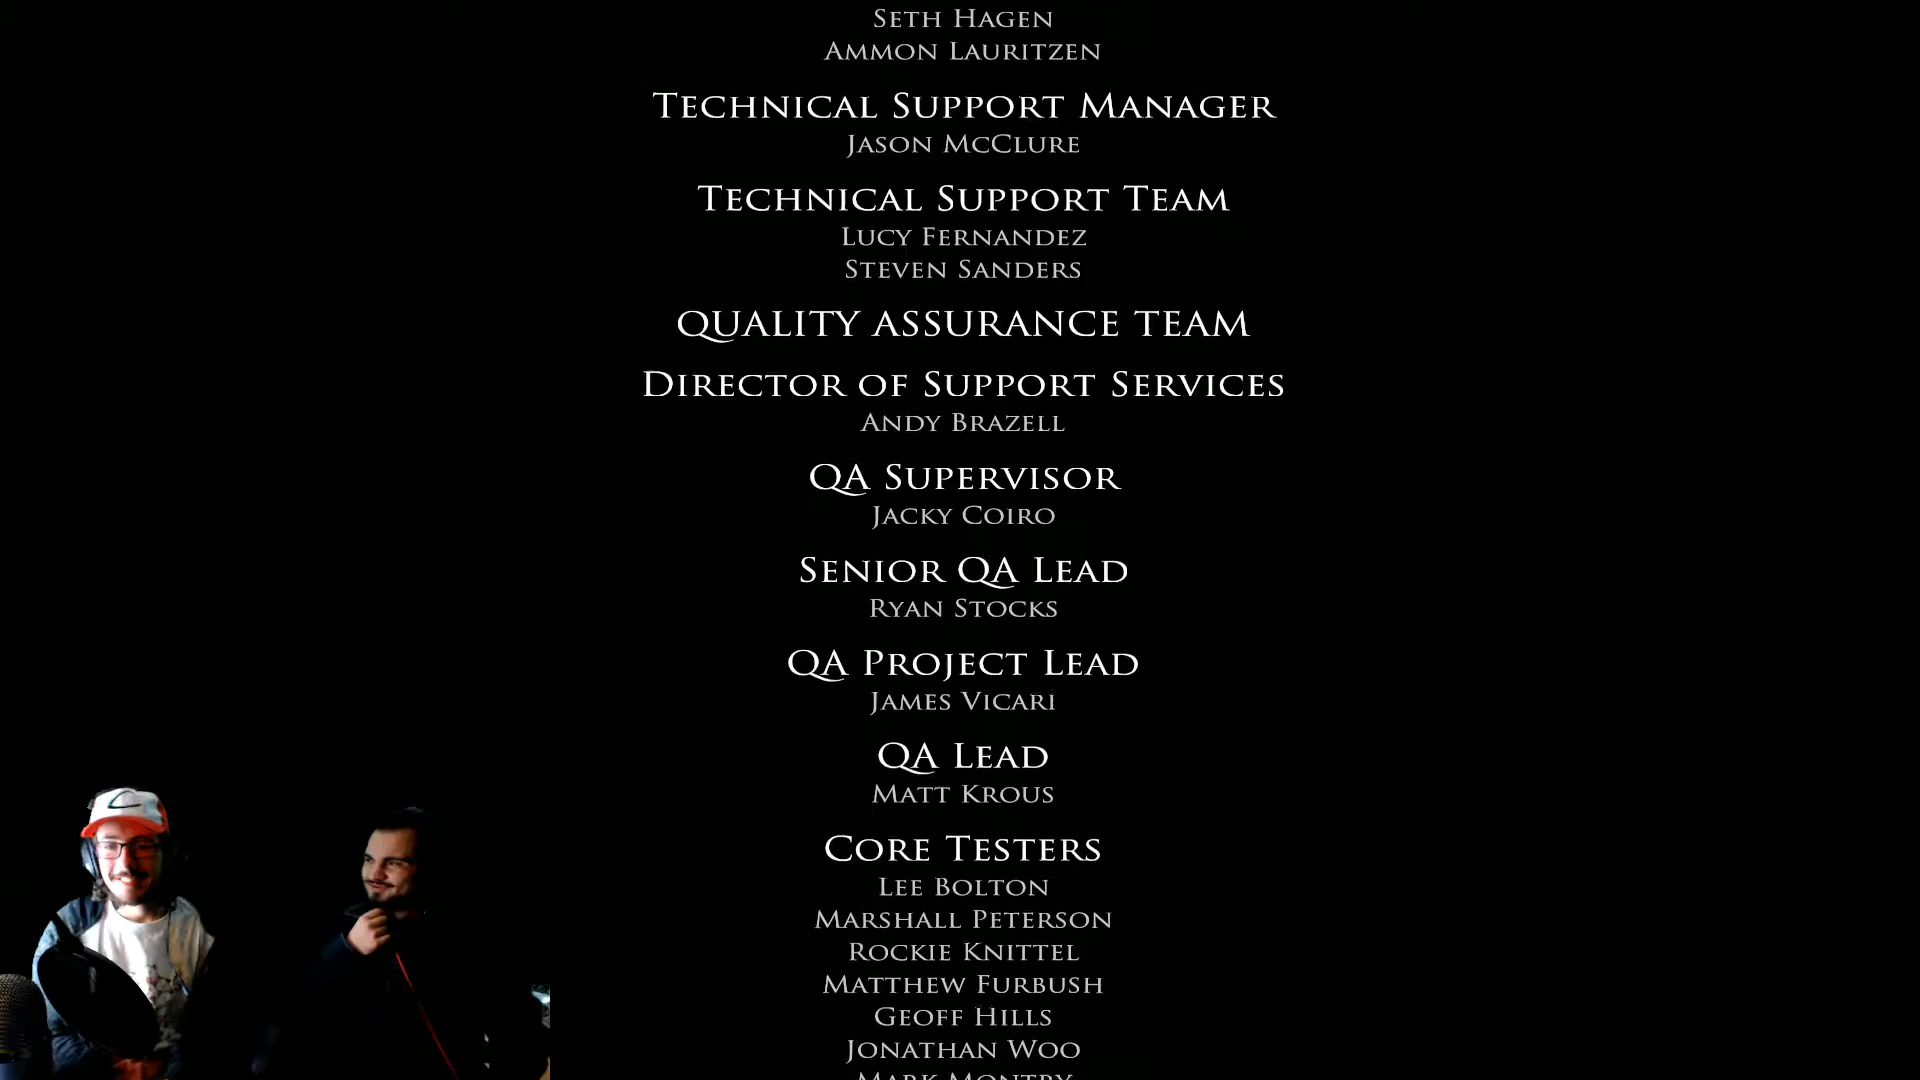 Seth Hagen
Ammon Lauritzen
Technical Support Manager
Jason McClure
Technical Support Team
Lucy Fernandez
Steven Sanders
QUALITY ASSURANCE TEAM
Director of Support Services
Andy Brazell
QA Supervisor
Jacky Coiro
Senior QA Lead
Ryan Stocks
QA Project Lead
James Vicari
QA Lead
Matt Krous
Core Testers
Lee Bolton
Marshall Peterson
Rockie Knittel
Matthew Furbush
Geoff Hills
Jonathan Woo
Mark Montry